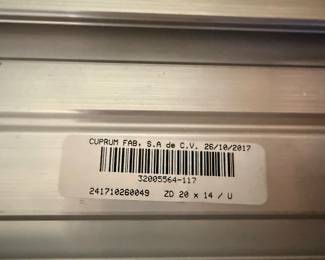 CUPRUM FAB, S.A de C.V. 26/10/2017
32005564-117
241710260049 ZD 20 x 14 / U